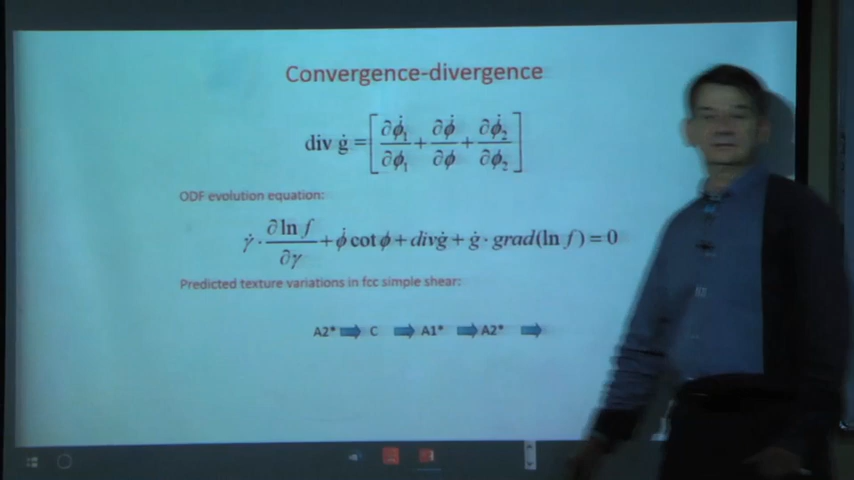 Convergence-divergence
div ġ = [ ∂φ̇₁/∂φ₁ + ∂φ̇/∂φ + ∂φ̇₂/∂φ₂ ]
ODF evolution equation:
γ̇ · ∂ ln f/∂γ + φ̇ cot φ + divġ + ġ · grad(ln f) = 0
Predicted texture variations in fcc simple shear:
A2* C A1* A2*